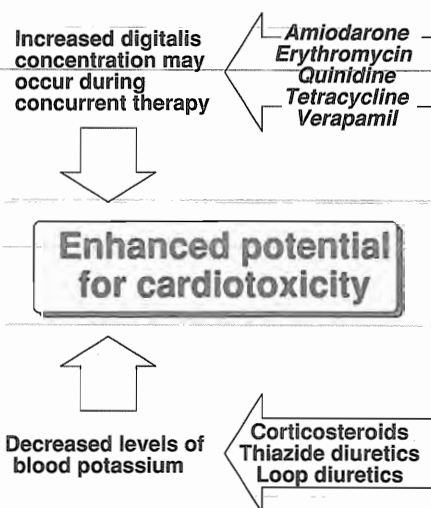 Increased digitalis
concentration may
occur during
concurrent therapy
Amiodarone
Erythromycin
Quinidine
Tetracycline
Verapamil
Enhanced potential
for cardiotoxicity
Decreased levels of
blood potassium
Corticosteroids
Thiazide diuretics
Loop diuretics